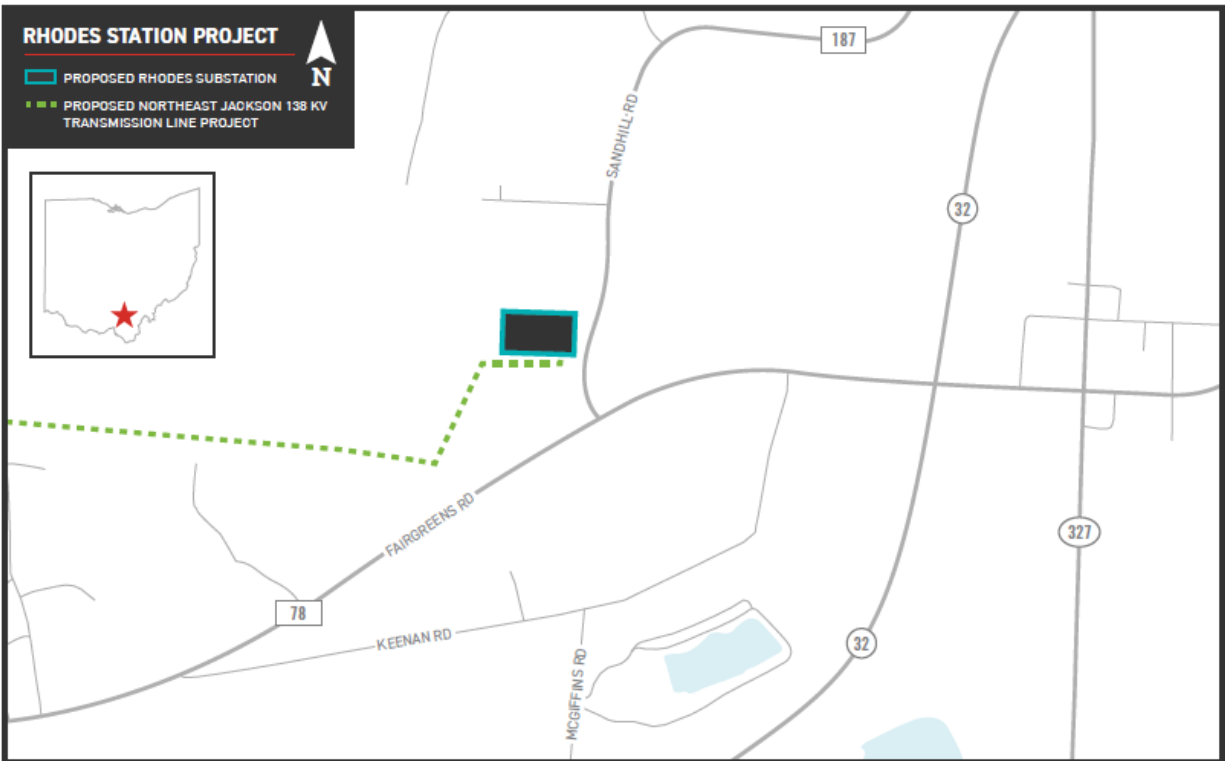 RHODES STATION PROJECT
N
PROPOSED RHODES SUBSTATION
PROPOSED NORTHEAST JACKSON 138 KV
TRANSMISSION LINE PROJECT
187
SANDHILL RD
32
FAIRGREENS RD
327
78
KEENAN RD
32
MCGIFFINS RD